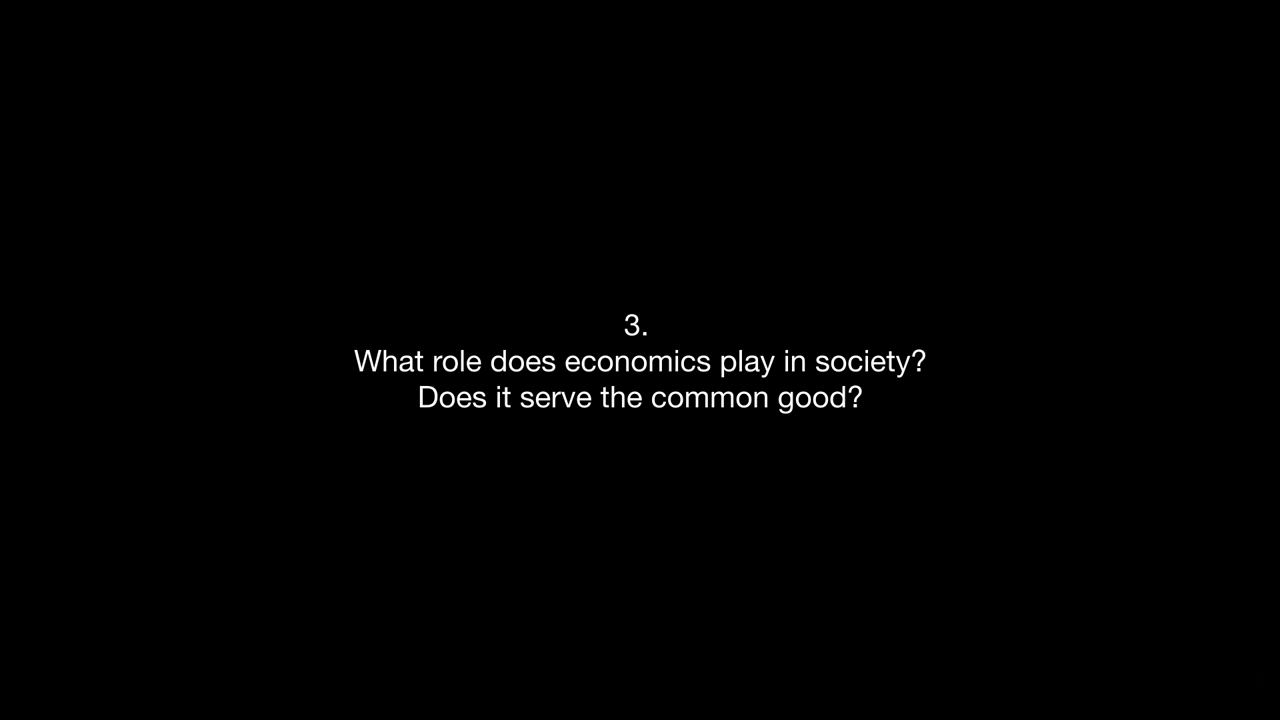 3.
What role does economics play in society?
Does it serve the common good?